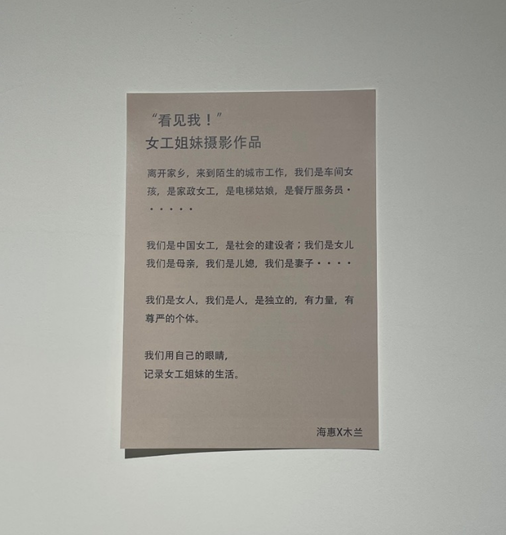 “看见我！”
女工姐妹摄影作品
离开家乡，来到陌生的城市工作，我们是车间女
孩，是家政女工，是电梯姑娘，是餐厅服务员·
·····
我们是中国女工，是社会的建设者；我们是女儿
我们是母亲，我们是儿媳，我们是妻子····
我们是女人，我们是人，是独立的，有力量，有
尊严的个体。
我们用自己的眼睛，
记录女工姐妹的生活。
海惠X木兰